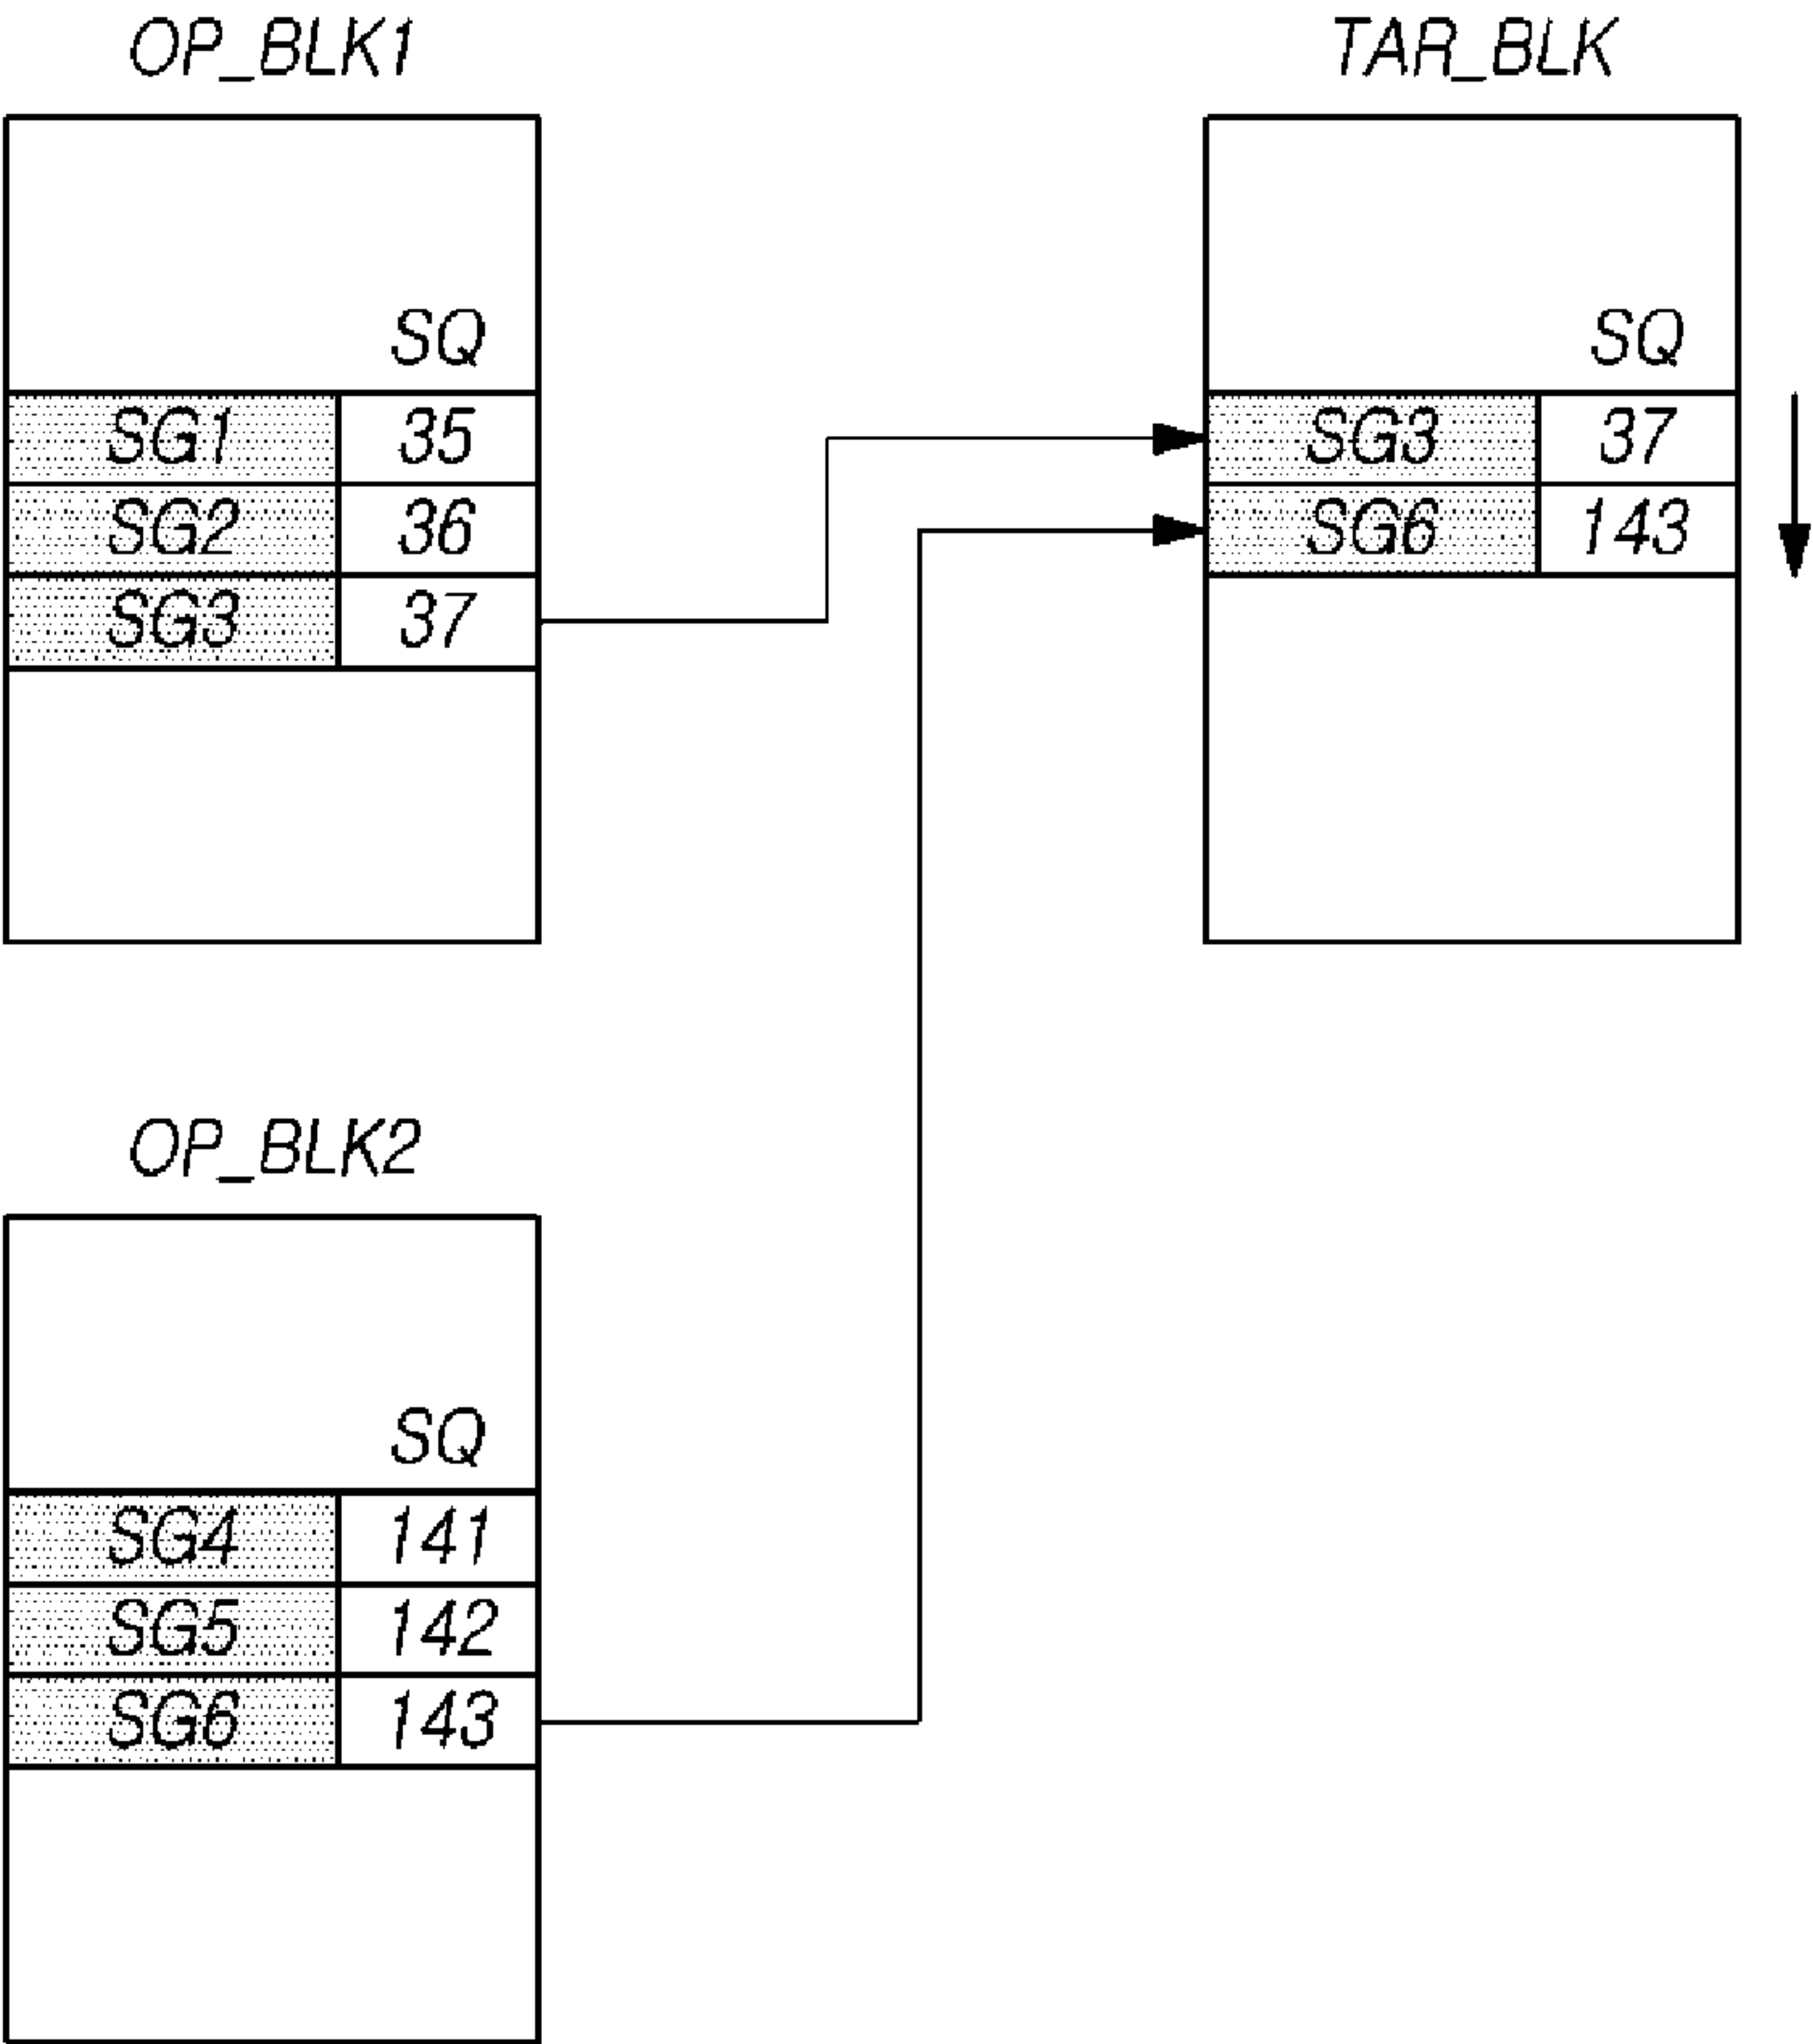 OP_BLK1
SQ
SG1 35
SG2 36
SG3 37
TAR_BLK
SQ
SG3 37
SG6 143
OP_BLK2
SQ
SG4 141
SG5 142
SG6 143